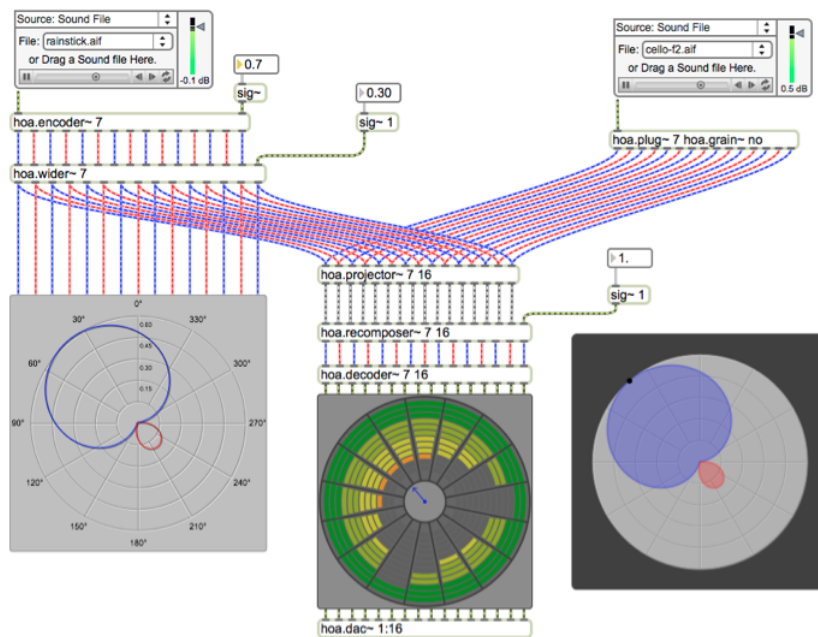 Source: Sound File
File: rainstick.aif
or Drag a Sound file Here.
-0.1 dB
0.7
sig~
0.30
sig~ 1
hoa.encoder~ 7
hoa.wider~ 7
Source: Sound File
File: cello-f2.aif
or Drag a Sound file Here.
0.5 dB
hoa.plug~ 7 hoa.grain~ no
hoa.projector~ 7 16
1.
sig~ 1
hoa.recomposer~ 7 16
hoa.decoder~ 7 16
0°
30°
330°
0.60
0.45
60°
300°
0.30
0.15
90°
270°
120°
240°
150°
210°
180°
hoa.dac~ 1:16